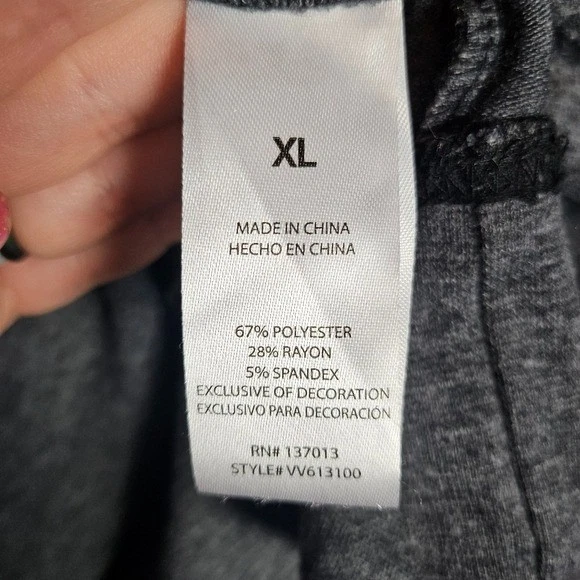 XL
MADE IN CHINA
HECHO EN CHINA
67% POLYESTER
28% RAYON
5% SPANDEX
EXCLUSIVE OF DECORATION
EXCLUSIVO PARA DECORACIÓN
RN# 137013
STYLE# VV613100